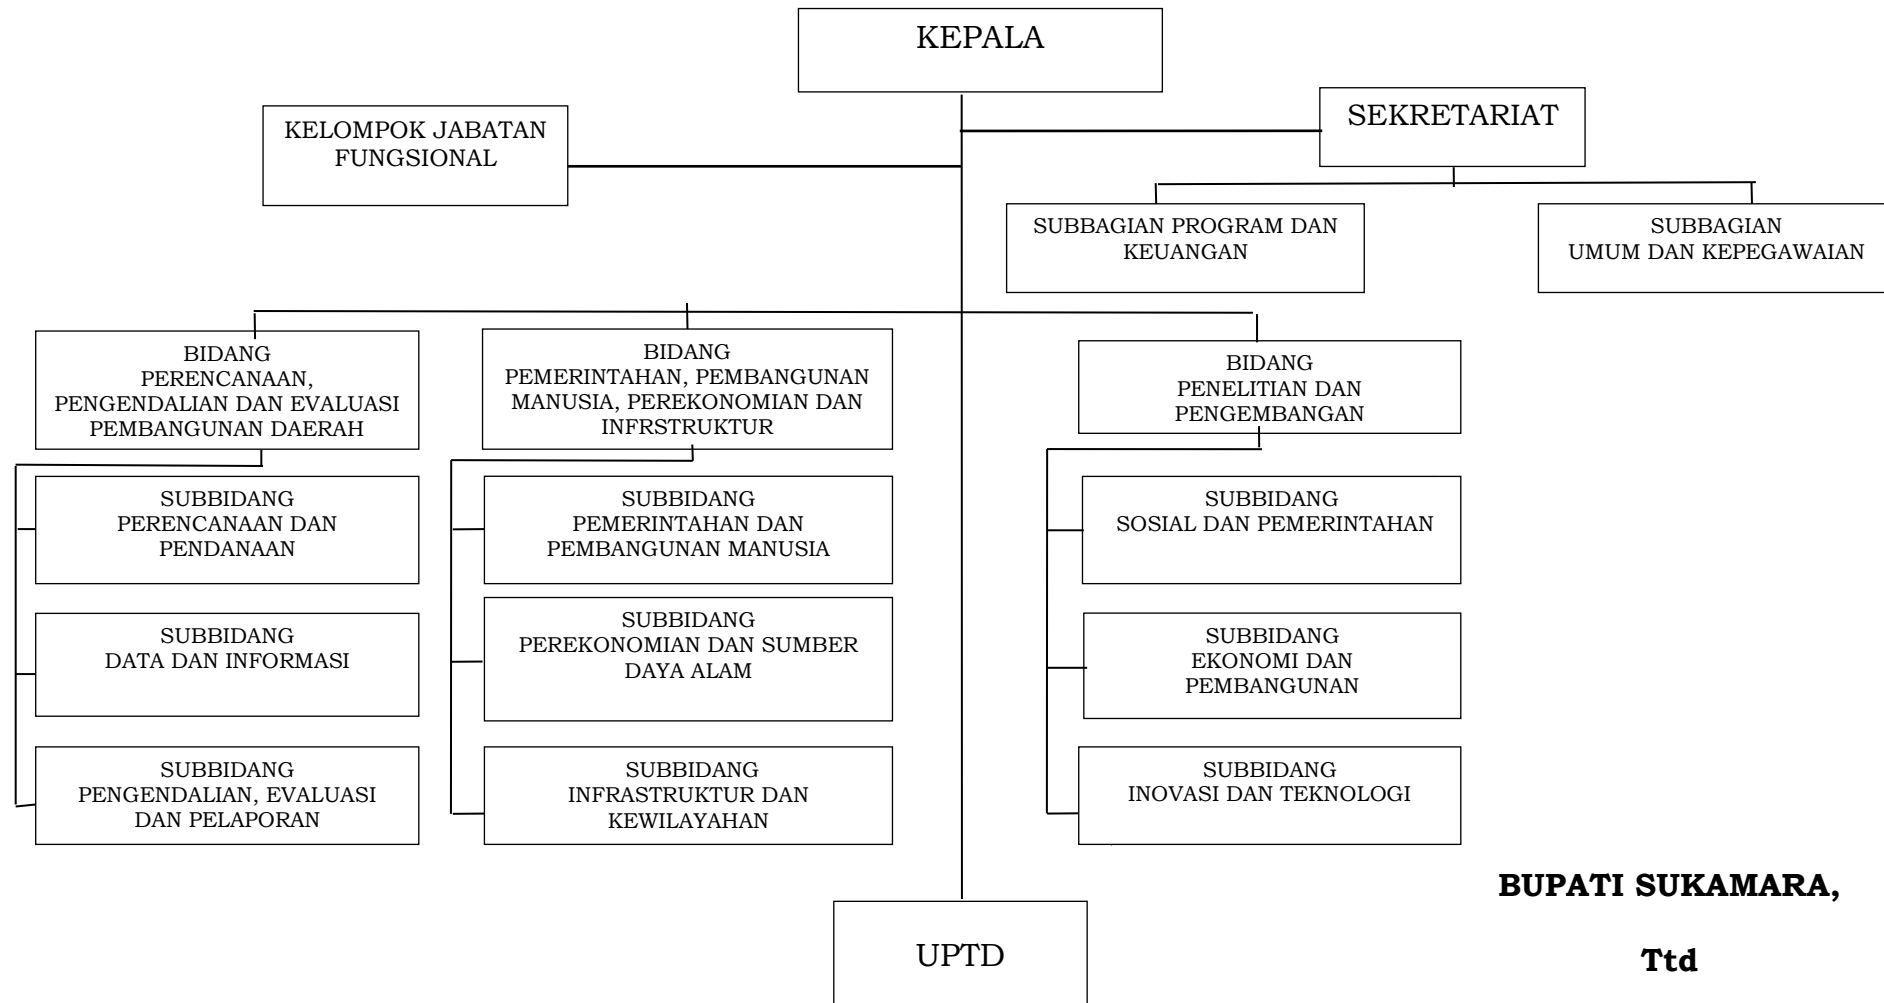 KEPALA
KELOMPOK JABATAN
FUNGSIONAL
SEKRETARIAT
SUBBAGIAN PROGRAM DAN
KEUANGAN
SUBBAGIAN
UMUM DAN KEPEGAWAIAN
BIDANG
PERENCANAAN,
PENGENDALIAN DAN EVALUASI
PEMBANGUNAN DAERAH
BIDANG
PEMERINTAHAN, PEMBANGUNAN
MANUSIA, PEREKONOMIAN DAN
INFRSTRUKTUR
BIDANG
PENELITIAN DAN
PENGEMBANGAN
SUBBIDANG
PERENCANAAN DAN
PENDANAAN
SUBBIDANG
PEMERINTAHAN DAN
PEMBANGUNAN MANUSIA
SUBBIDANG
SOSIAL DAN PEMERINTAHAN
SUBBIDANG
DATA DAN INFORMASI
SUBBIDANG
PEREKONOMIAN DAN SUMBER
DAYA ALAM
SUBBIDANG
EKONOMI DAN
PEMBANGUNAN
SUBBIDANG
PENGENDALIAN, EVALUASI
DAN PELAPORAN
SUBBIDANG
INFRASTRUKTUR DAN
KEWILAYAHAN
SUBBIDANG
INOVASI DAN TEKNOLOGI
UPTD
BUPATI SUKAMARA,
Ttd